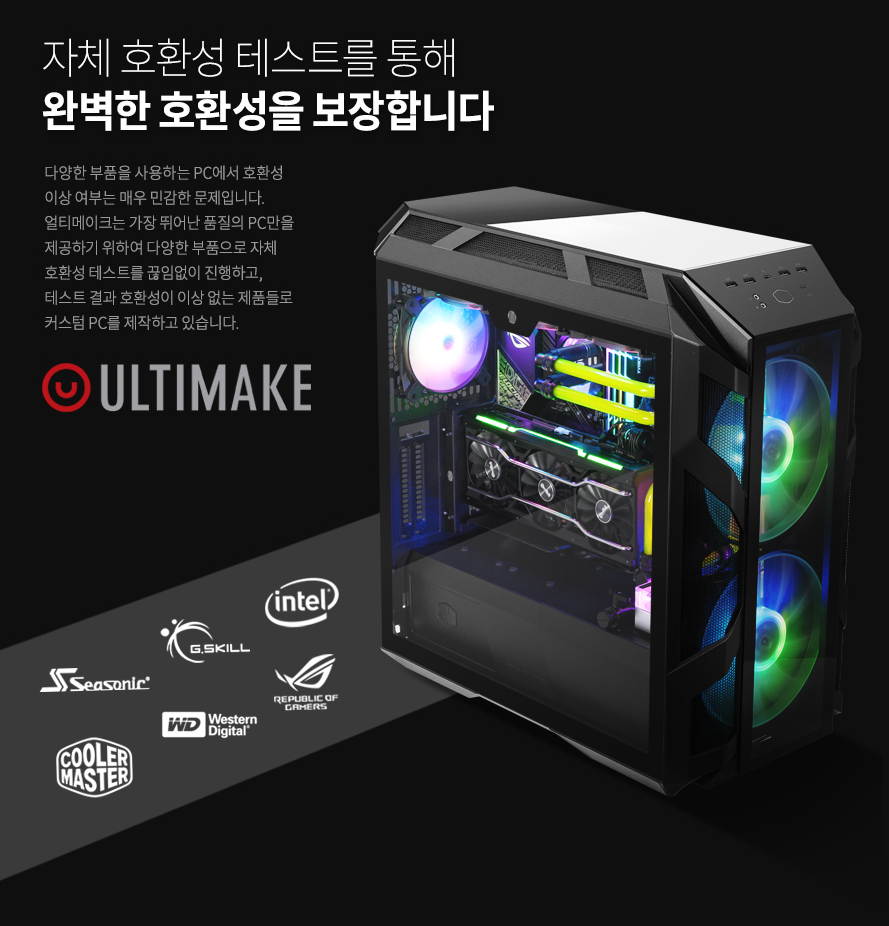 자체 호환성 테스트를 통해
완벽한 호환성을 보장합니다
다양한 부품을 사용하는 PC에서 호환성
이상 여부는 매우 민감한 문제입니다.
얼티메이크는 가장 뛰어난 품질의 PC만을
제공하기 위하여 다양한 부품으로 자체
호환성 테스트를 끊임없이 진행하고,
테스트 결과 호환성이 이상 없는 제품들로
커스텀 PC를 제작하고 있습니다.
ULTIMAKE
intel
G.SKILL
Seasonic
REPUBLIC OF
GAMERS
WD Western
Digital
COOLER
MASTER